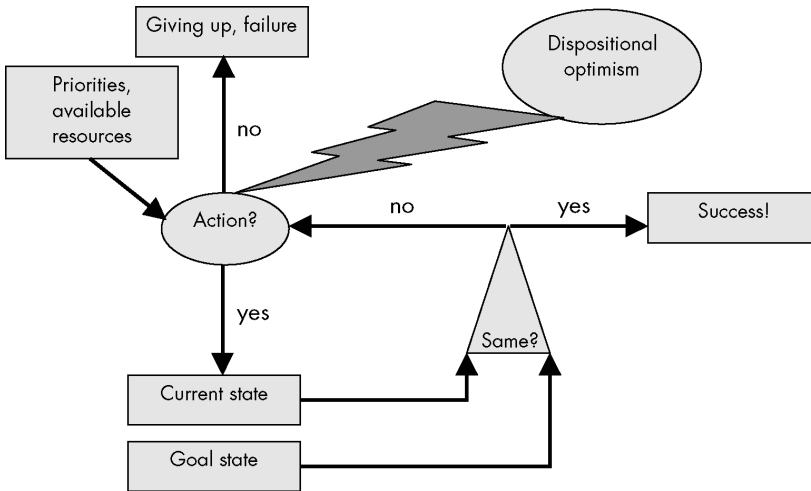 Giving up, failure
Dispositional
optimism
Priorities,
available
resources
no
Action?
no
yes
Success!
yes
Same?
Current state
Goal state